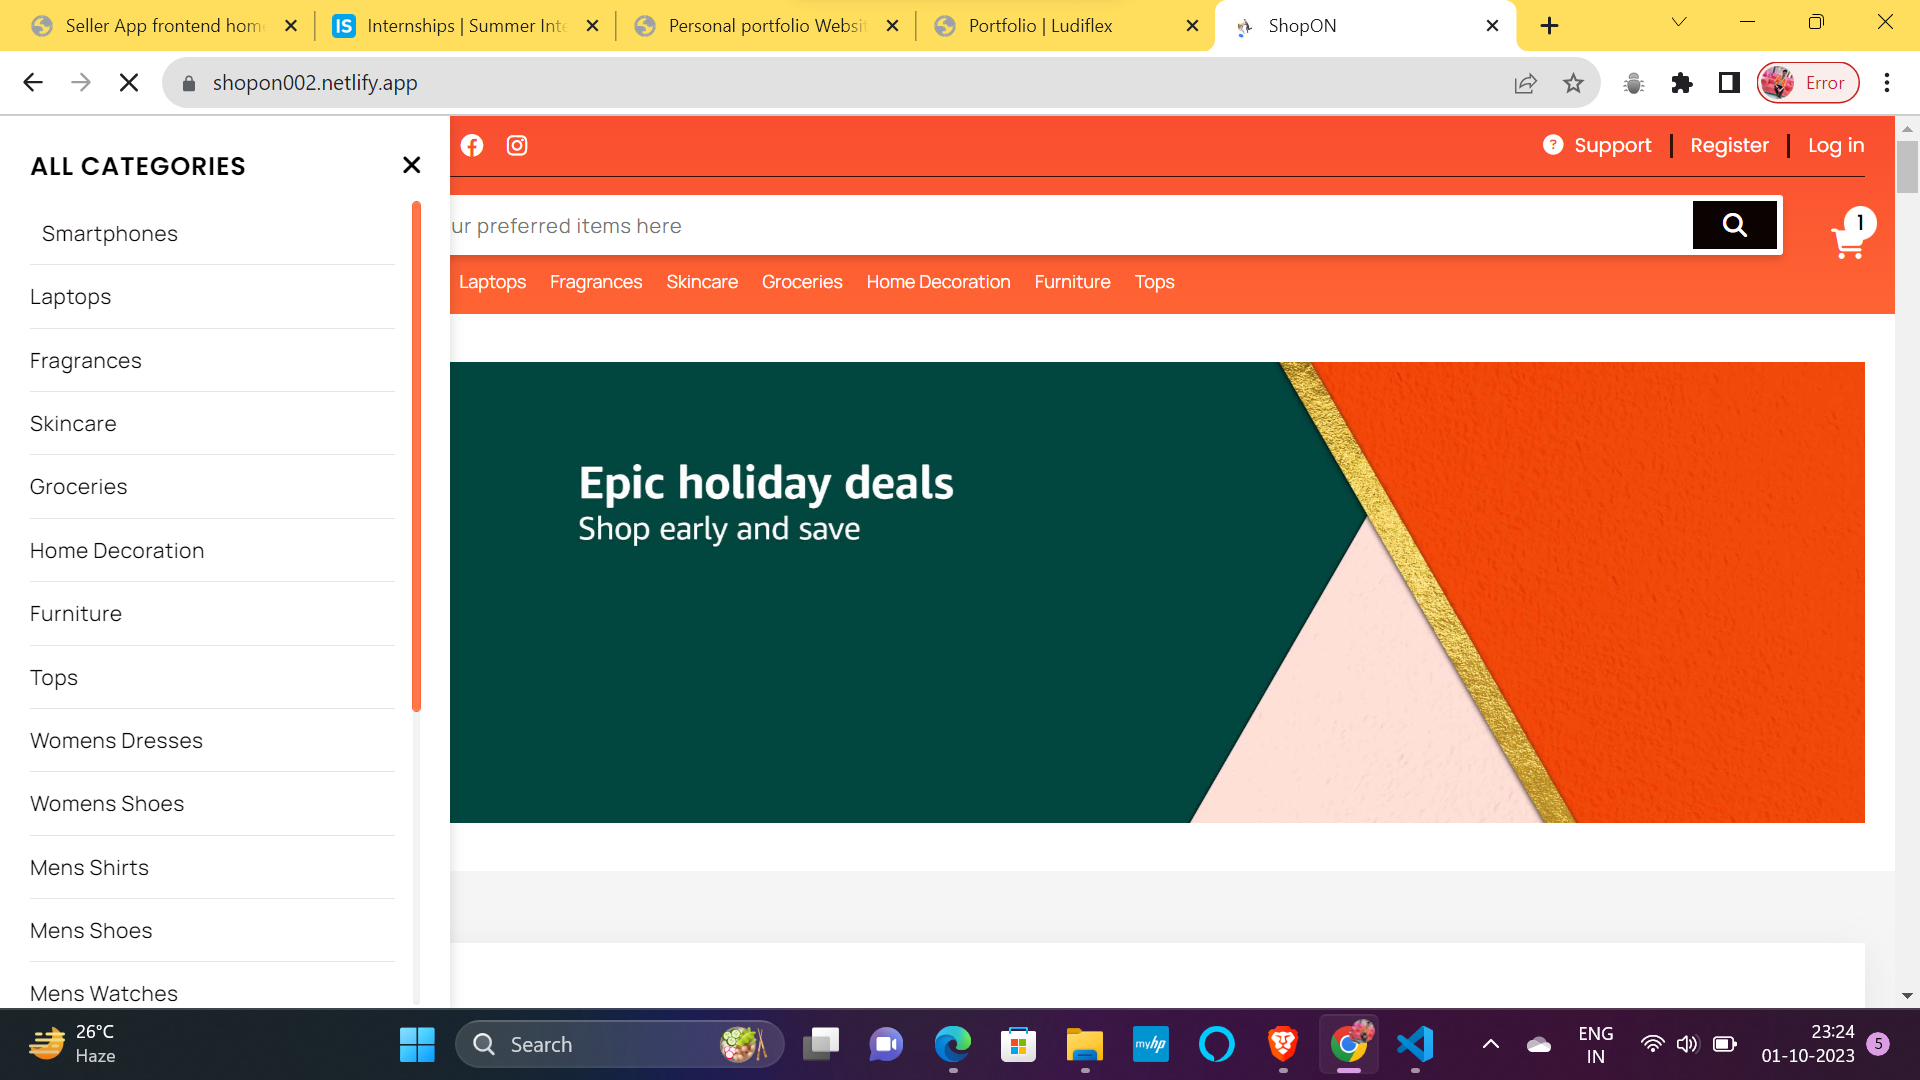 Seller App frontend hom
Internships | Summer Inte
Personal portfolio Websit
Portfolio | Ludiflex
ShopON
shopon002.netlify.app
Error
ALL CATEGORIES
Smartphones
Laptops
Fragrances
Skincare
Groceries
Home Decoration
Furniture
Tops
Womens Dresses
Womens Shoes
Mens Shirts
Mens Shoes
Mens Watches
Support | Register | Log in
ur preferred items here
1
Laptops Fragrances Skincare Groceries Home Decoration Furniture Tops
Epic holiday deals
Shop early and save
26°C
Haze
Search
myhp
ENG
IN
23:24
01-10-2023
5